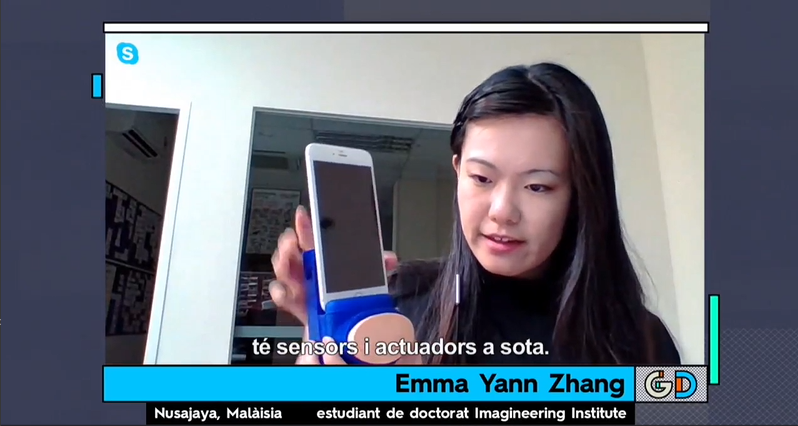 S
té sensors i actuadors a sota.
Emma Yann Zhang
GD
Nusajaya, Malàisia estudiant de doctorat Imagineering Institute